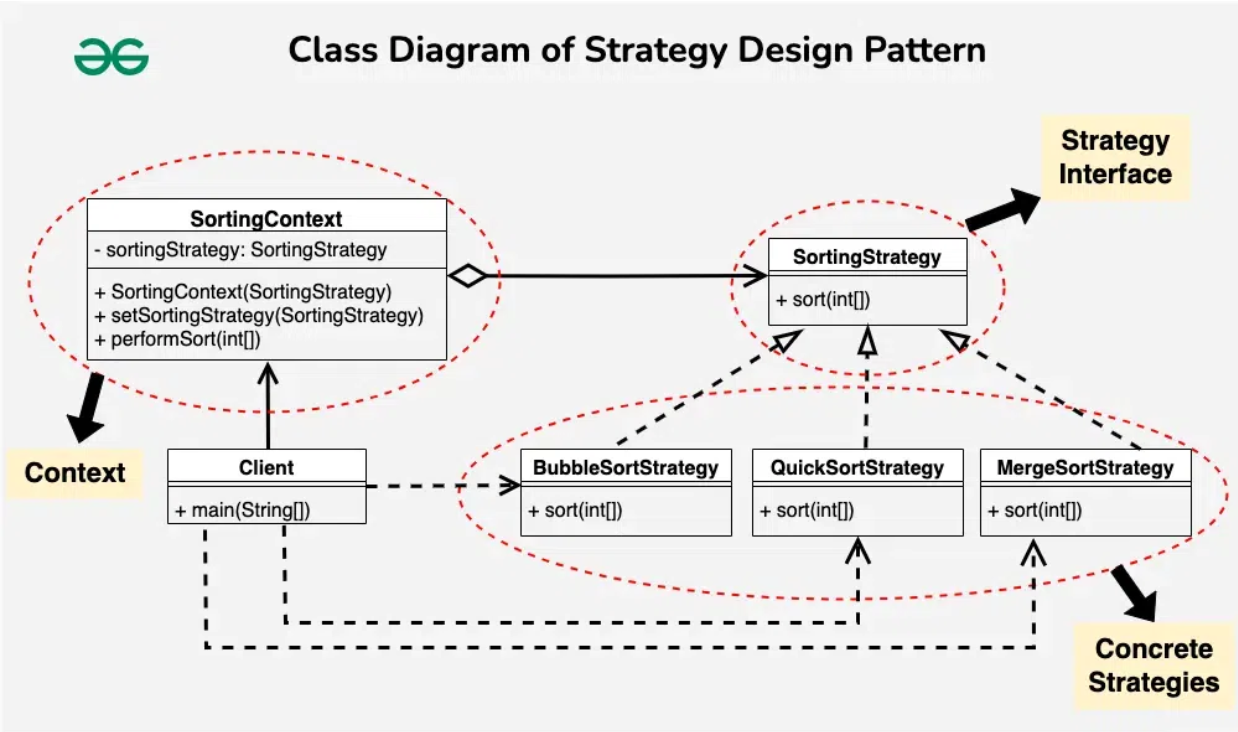 Class Diagram of Strategy Design Pattern
Strategy
Interface
SortingContext
- sortingStrategy: SortingStrategy
+ SortingContext(SortingStrategy)
+ setSortingStrategy(SortingStrategy)
+ performSort(int[])
SortingStrategy
+ sort(int[])
Context
Client
+ main(String[])
BubbleSortStrategy
+ sort(int[])
QuickSortStrategy
+ sort(int[])
MergeSortStrategy
+ sort(int[])
Concrete
Strategies